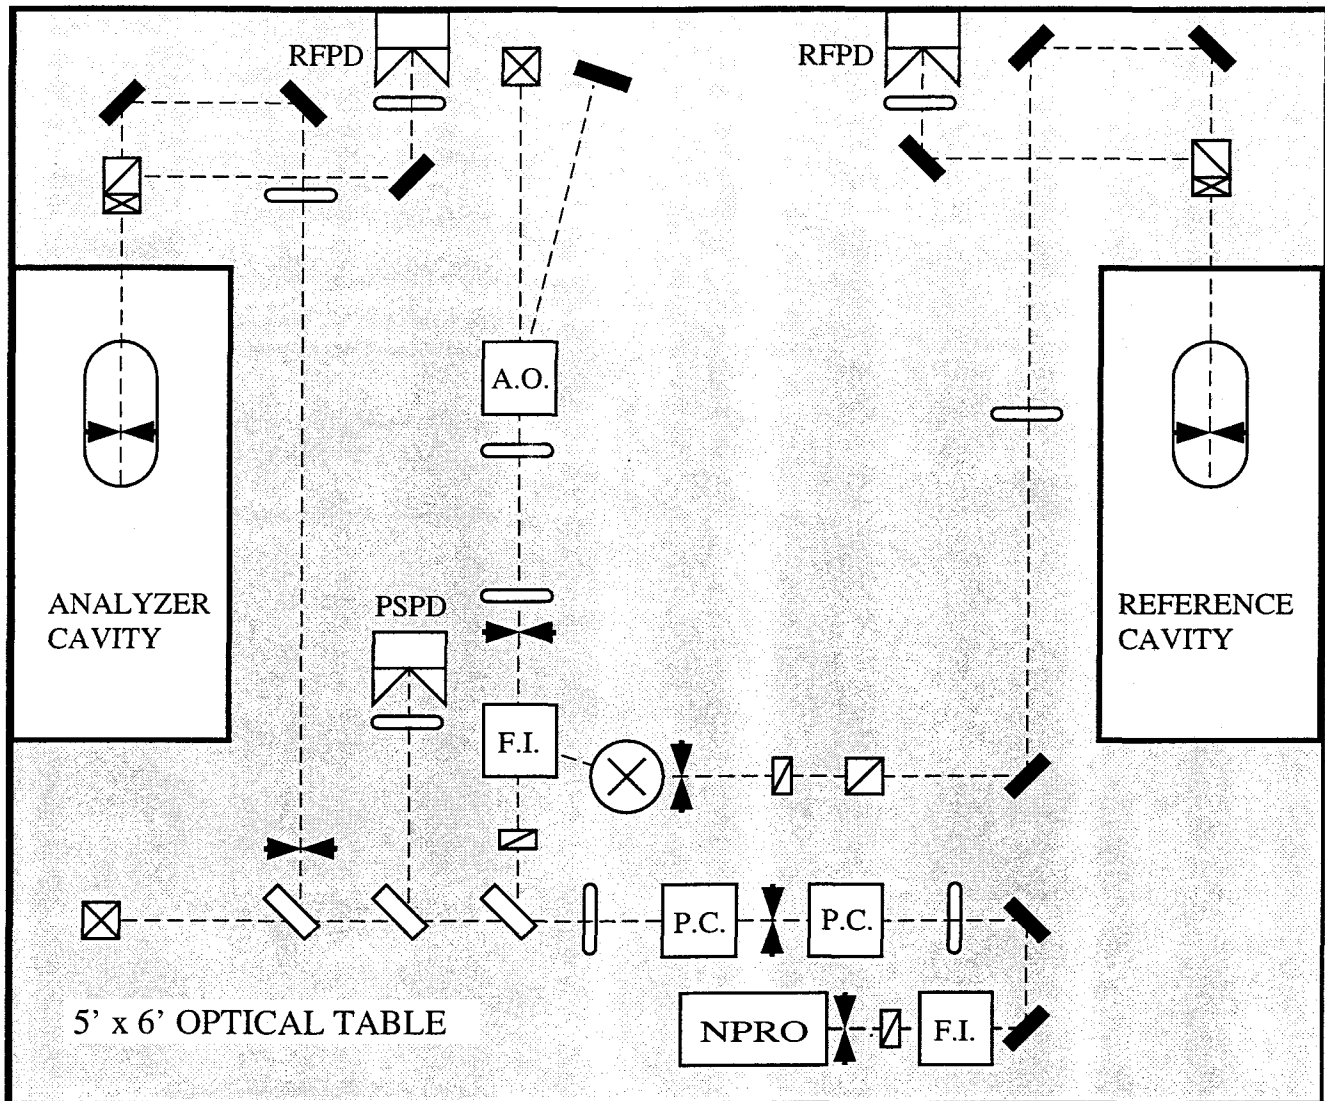 RFPD
RFPD
A.O.
ANALYZER
CAVITY
PSPD
REFERENCE
CAVITY
F.I.
P.C.
P.C.
5' x 6' OPTICAL TABLE
NPRO
F.I.